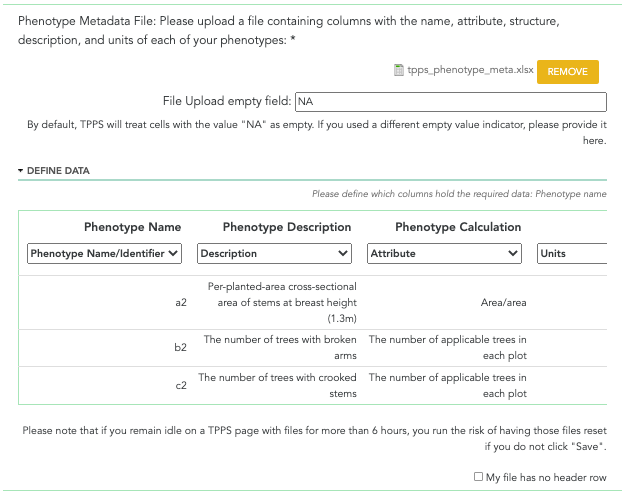 Phenotype Metadata File: Please upload a file containing columns with the name, attribute, structure,
description, and units of each of your phenotypes: *
tpps_phenotype_meta.xlsx REMOVE
File Upload empty field: NA
By default, TPPS will treat cells with the value "NA" as empty. If you used a different empty value indicator, please provide it
here.
DEFINE DATA
Please define which columns hold the required data: Phenotype name
Phenotype Name Phenotype Description Phenotype Calculation
Phenotype Name/Identifier Description Attribute Units
Per-planted-area cross-sectional
a2 area of stems at breast height Area/area
(1.3m)
b2 The number of trees with broken The number of applicable trees in
arms each plot
c2 The number of trees with crooked The number of applicable trees in
stems each plot
Please note that if you remain idle on a TPPS page with files for more than 6 hours, you run the risk of having those files reset
if you do not click "Save".
My file has no header row